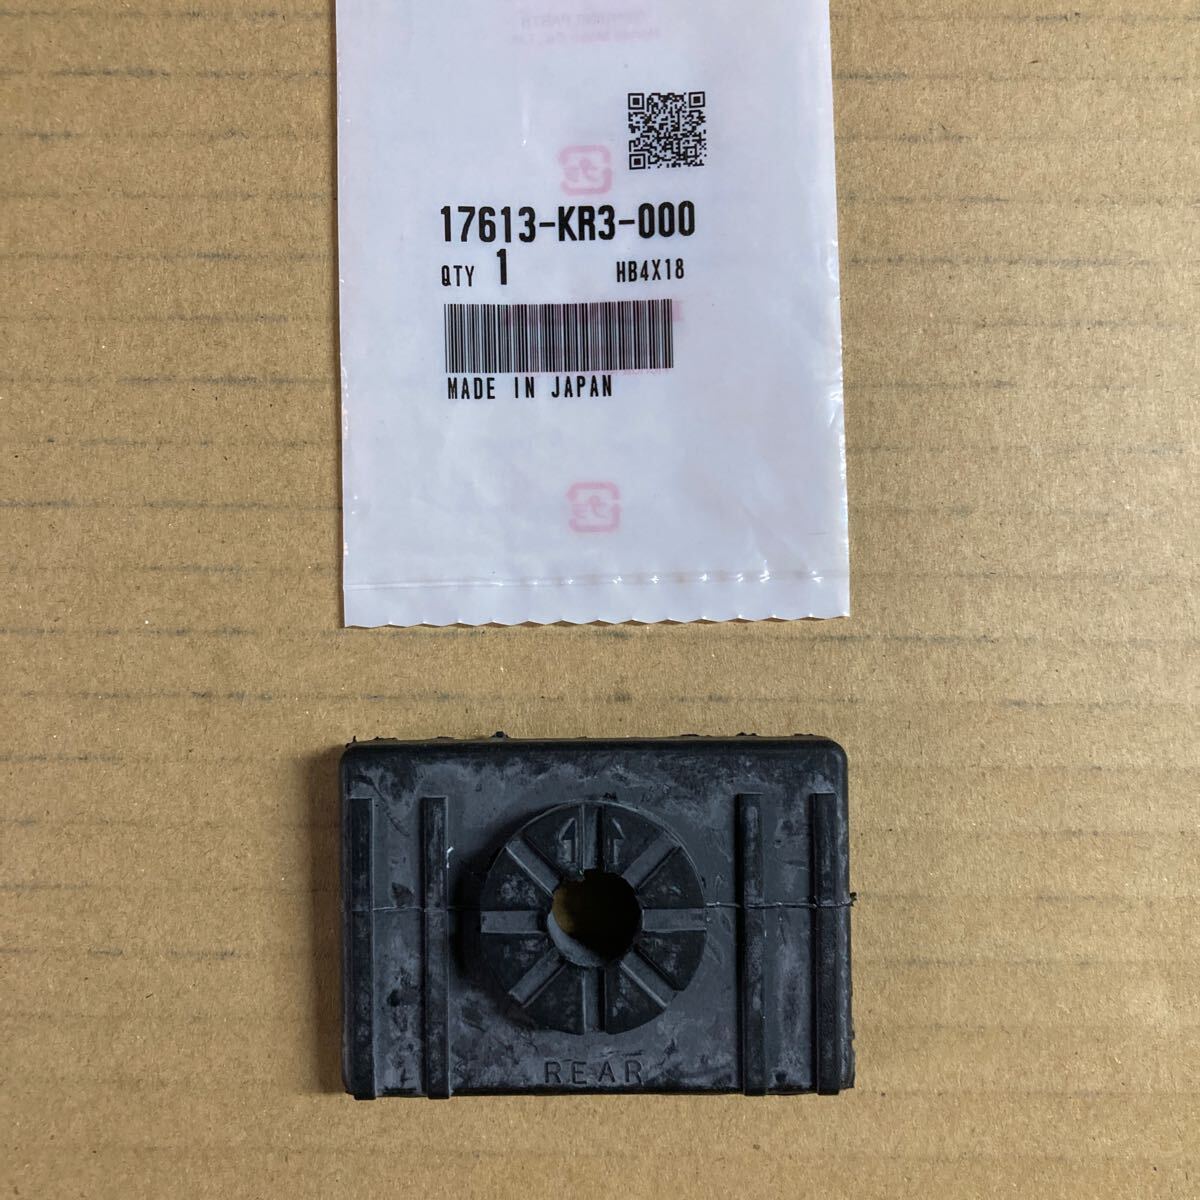 17613-KR3-000
QTY 1 HB4X18
MADE IN JAPAN
REAR